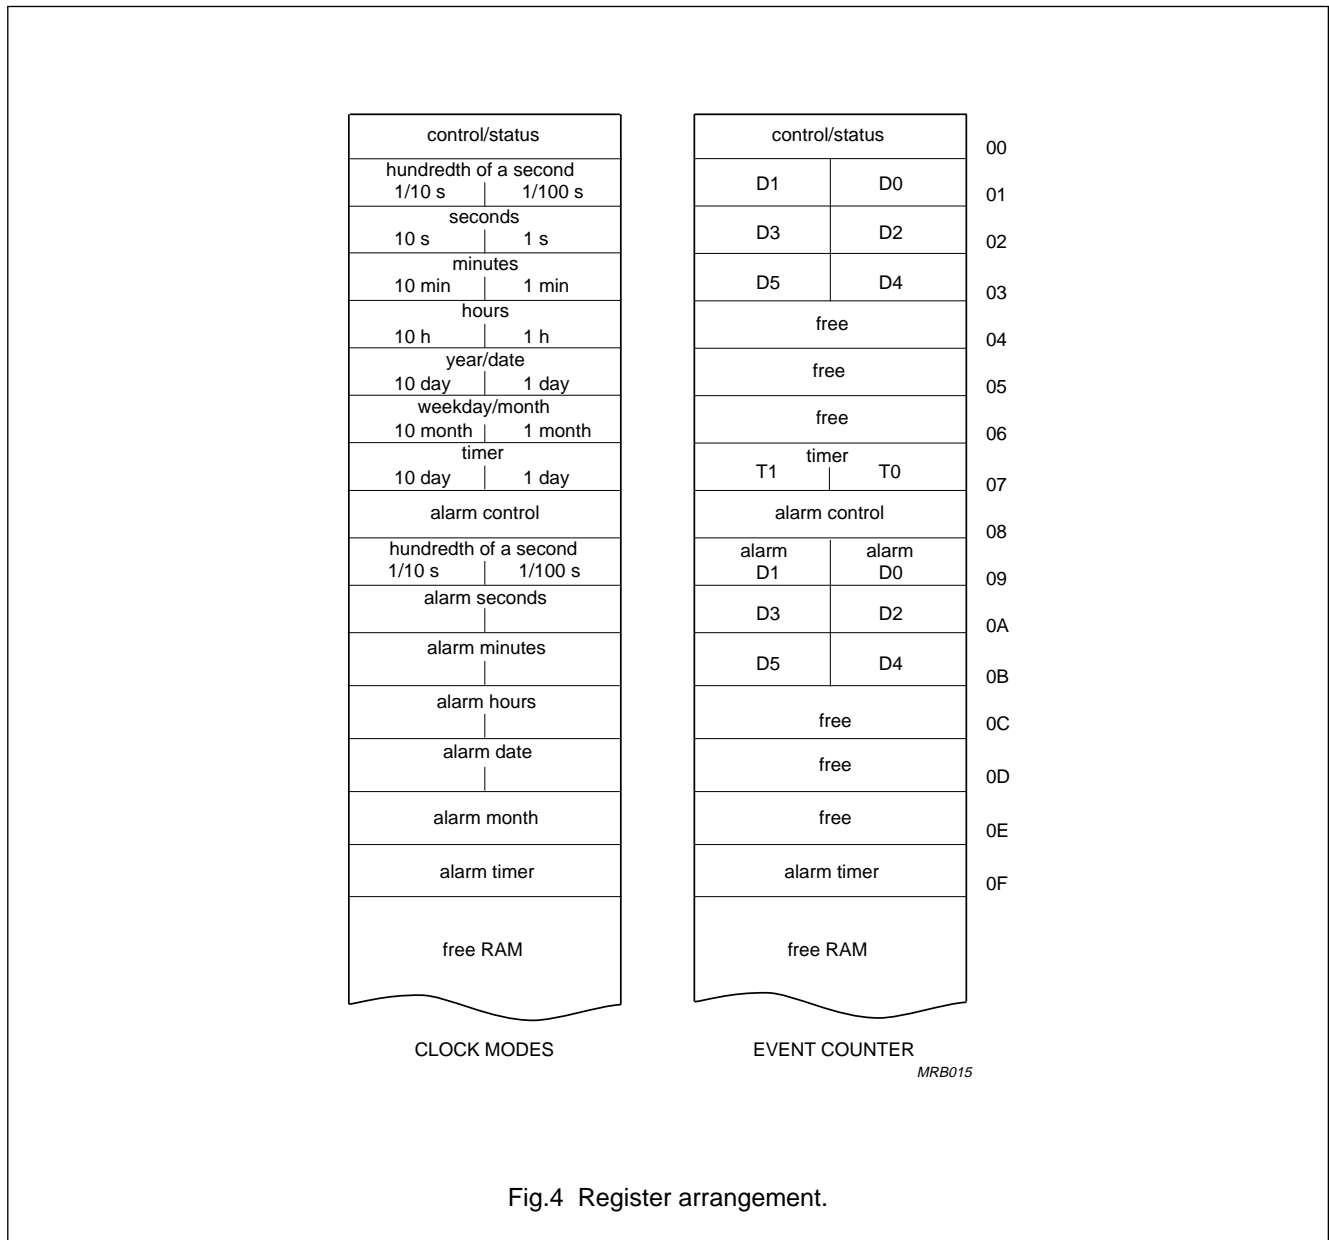 control/status control/status 00
hundredth of a second
1/10 s 1/100 s D1 D0 01
seconds
10 s 1 s D3 D2 02
minutes
10 min 1 min D5 D4 03
hours
10 h 1 h free 04
year/date
10 day 1 day free 05
weekday/month
10 month 1 month free 06
timer timer
10 day 1 day T1 T0 07
alarm control alarm control 08
hundredth of a second alarm alarm
1/10 s 1/100 s D1 D0 09
alarm seconds D3 D2 0A
alarm minutes D5 D4 0B
alarm hours free 0C
alarm date free 0D
alarm month free 0E
alarm timer alarm timer 0F
free RAM free RAM
CLOCK MODES EVENT COUNTER
MRB015
Fig.4 Register arrangement.